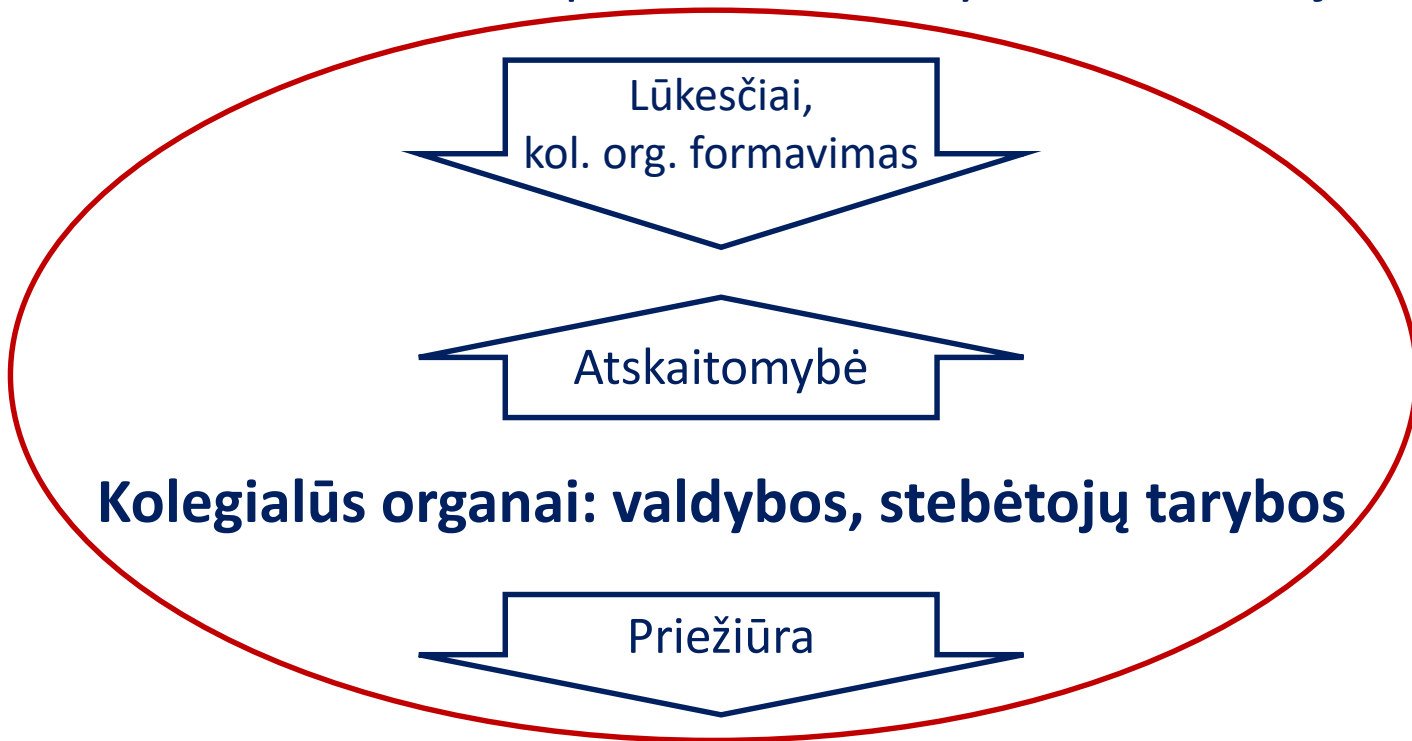 Lūkesčiai,
kol. org. formavimas
Atskaitomybė
Kolegialūs organai: valdybos, stebėtojų tarybos
Priežiūra